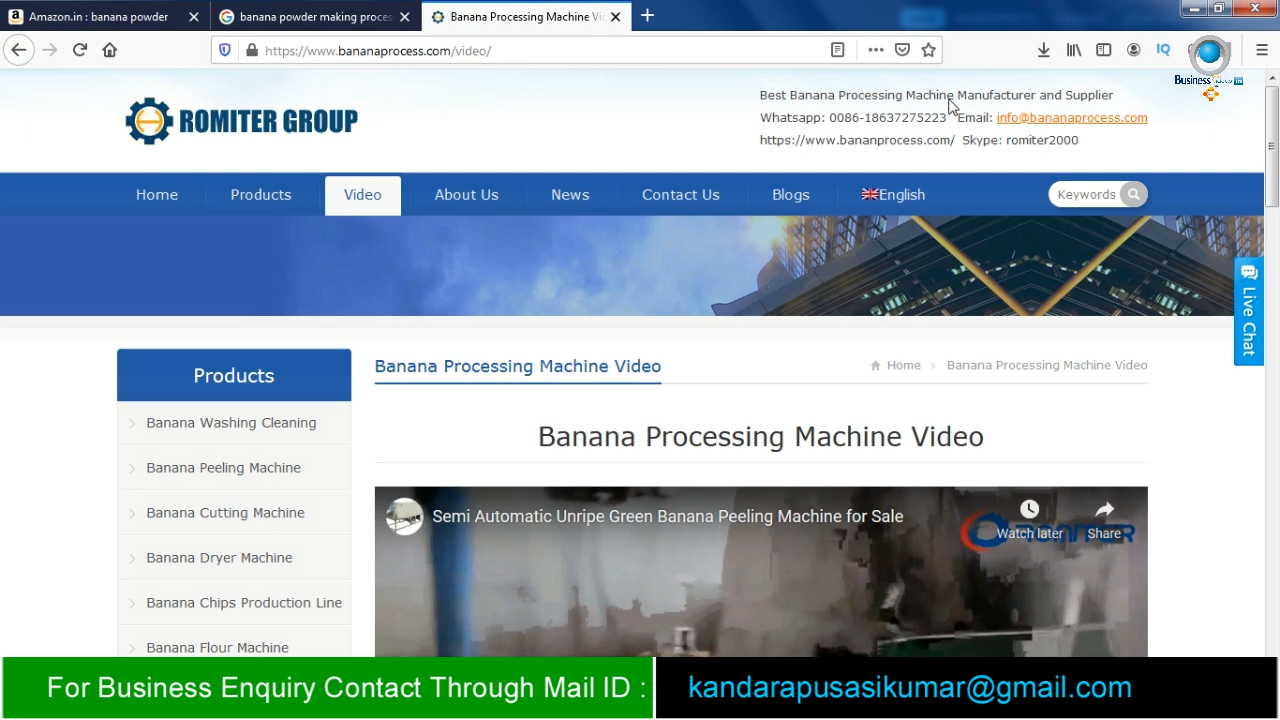 Amazon.in : banana powder
banana powder making proces
Banana Processing Machine Vi
https://www.bananaprocess.com/video/
IQ
Business
ROMITER GROUP
Best Banana Processing Machine Manufacturer and Supplier
Whatsapp: 0086-18637275223 Email: info@bananaprocess.com
https://www.bananprocess.com/ Skype: romiter2000
Home
Products
Video
About Us
News
Contact Us
Blogs
English
Keywords
Live Chat
Products
Banana Washing Cleaning
Banana Peeling Machine
Banana Cutting Machine
Banana Dryer Machine
Banana Chips Production Line
Banana Flour Machine
Banana Processing Machine Video
Home > Banana Processing Machine Video
Banana Processing Machine Video
Semi Automatic Unripe Green Banana Peeling Machine for Sale
Watch later
Share
ROMITER
For Business Enquiry Contact Through Mail ID :
kandarapusasikumar@gmail.com